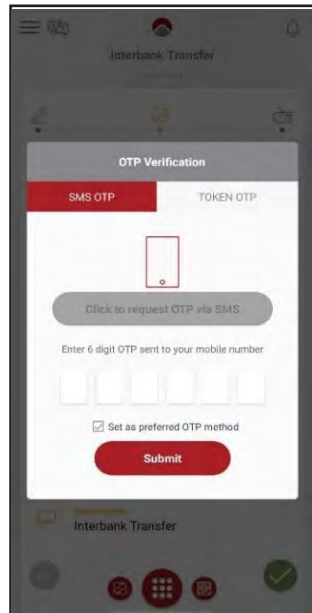 Interbank Transfer
OTP Verification
SMS OTP
TOKEN OTP
Click to request OTP via SMS
Enter 6 digit OTP sent to your mobile number
Set as preferred OTP method
Submit
Interbank Transfer